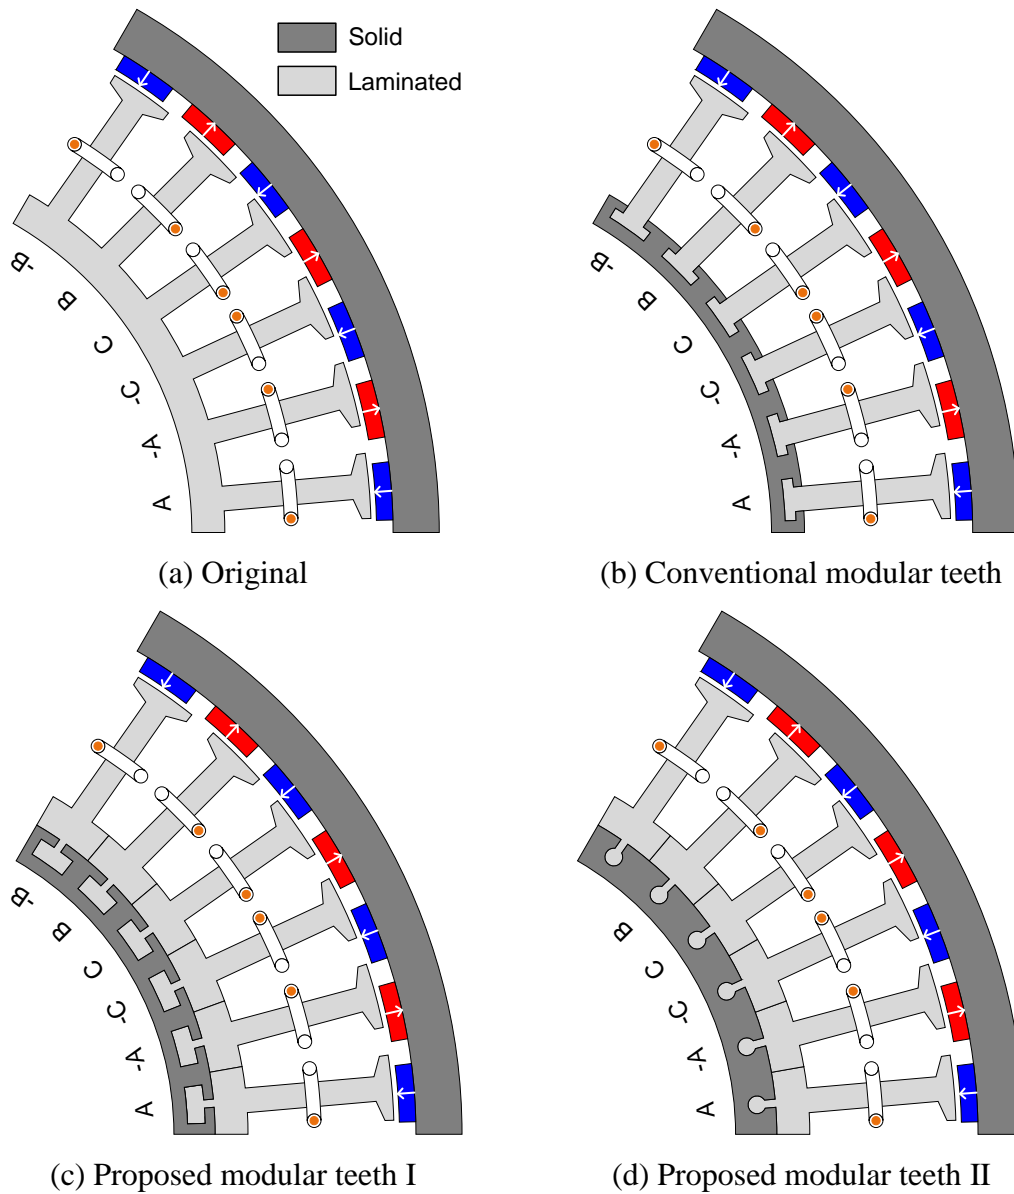 Solid
Laminated
-B
B
C
-C
-A
A
(a) Original
-B
B
C
-C
-A
A
(b) Conventional modular teeth
-B
B
C
-C
-A
A
(c) Proposed modular teeth I
-B
B
C
-C
-A
A
(d) Proposed modular teeth II